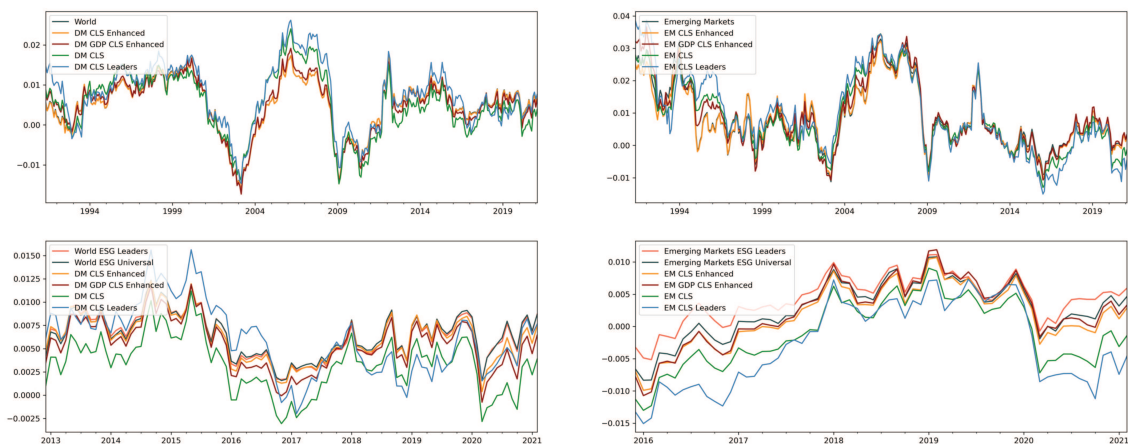 World
DM CLS Enhanced
DM GDP CLS Enhanced
DM CLS
DM CLS Leaders
0.02
0.01
0.00
−0.01
1994
1999
2004
2009
2014
2019
Emerging Markets
EM CLS Enhanced
EM GDP CLS Enhanced
EM CLS
EM CLS Leaders
0.04
0.03
0.02
0.01
0.00
−0.01
1994
1999
2004
2009
2014
2019
World ESG Leaders
World ESG Universal
DM CLS Enhanced
DM GDP CLS Enhanced
DM CLS
DM CLS Leaders
0.0150
0.0125
0.0100
0.0075
0.0050
0.0025
0.0000
−0.0025
2013
2014
2015
2016
2017
2018
2019
2020
2021
Emerging Markets ESG Leaders
Emerging Markets ESG Universal
EM CLS Enhanced
EM GDP CLS Enhanced
EM CLS
EM CLS Leaders
0.010
0.005
0.000
−0.005
−0.010
−0.015
2016
2017
2018
2019
2020
2021